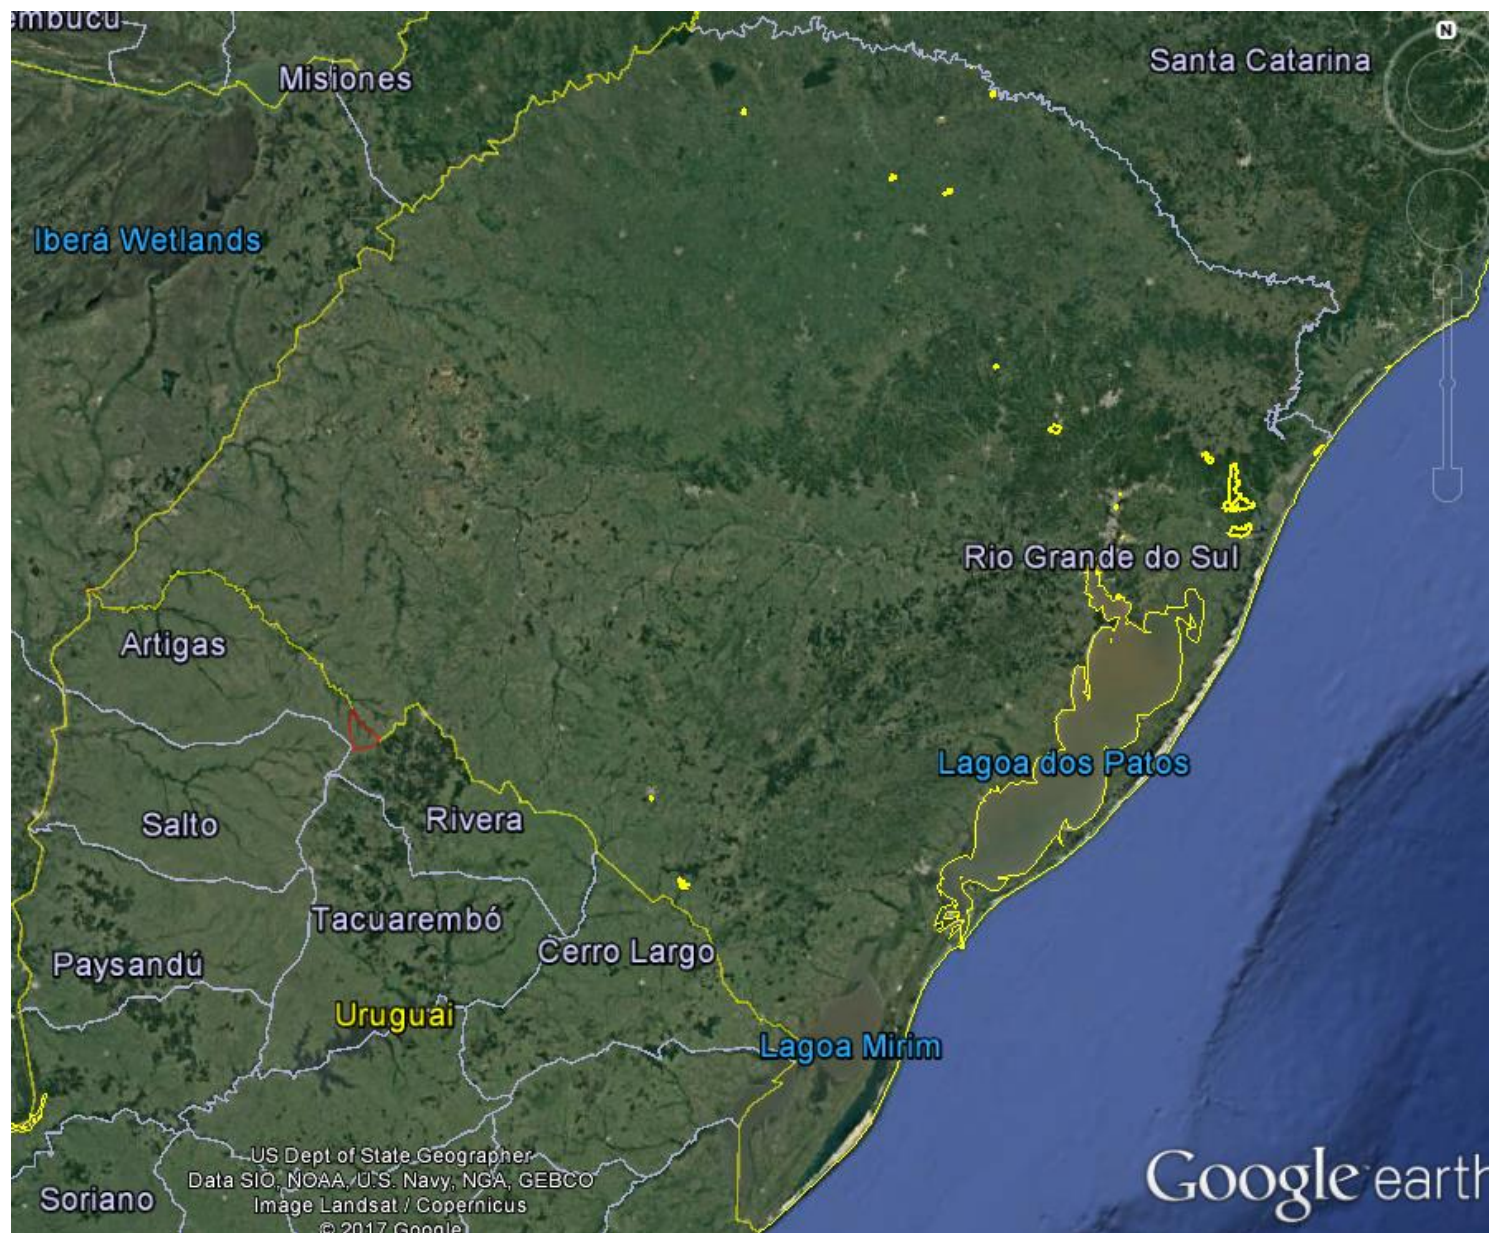 embucú
Misiones
Santa Catarina
N
Iberá Wetlands
Rio Grande do Sul
Artigas
Lagoa dos Patos
Salto
Rivera
Tacuarembó
Paysandú
Cerro Largo
Uruguai
Lagoa Mirim
Soriano
US Dept of State Geographer
Data SIO, NOAA, U.S. Navy, NGA, GEBCO
Image Landsat / Copernicus
© 2017 Google
Google earth